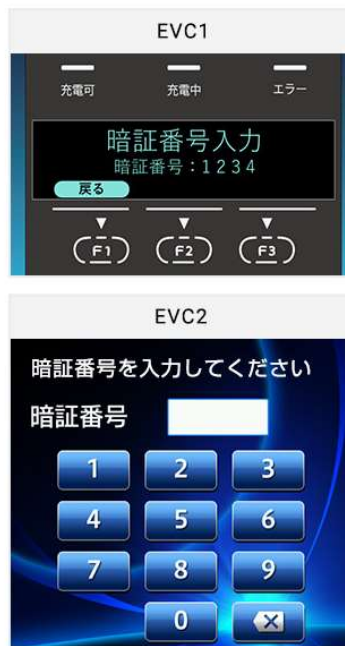 EVC1
充電可 充電中 エラー
暗証番号入力
暗証番号：1234
戻る
F1 F2 F3
EVC2
暗証番号を入力してください
暗証番号
1 2 3
4 5 6
7 8 9
0